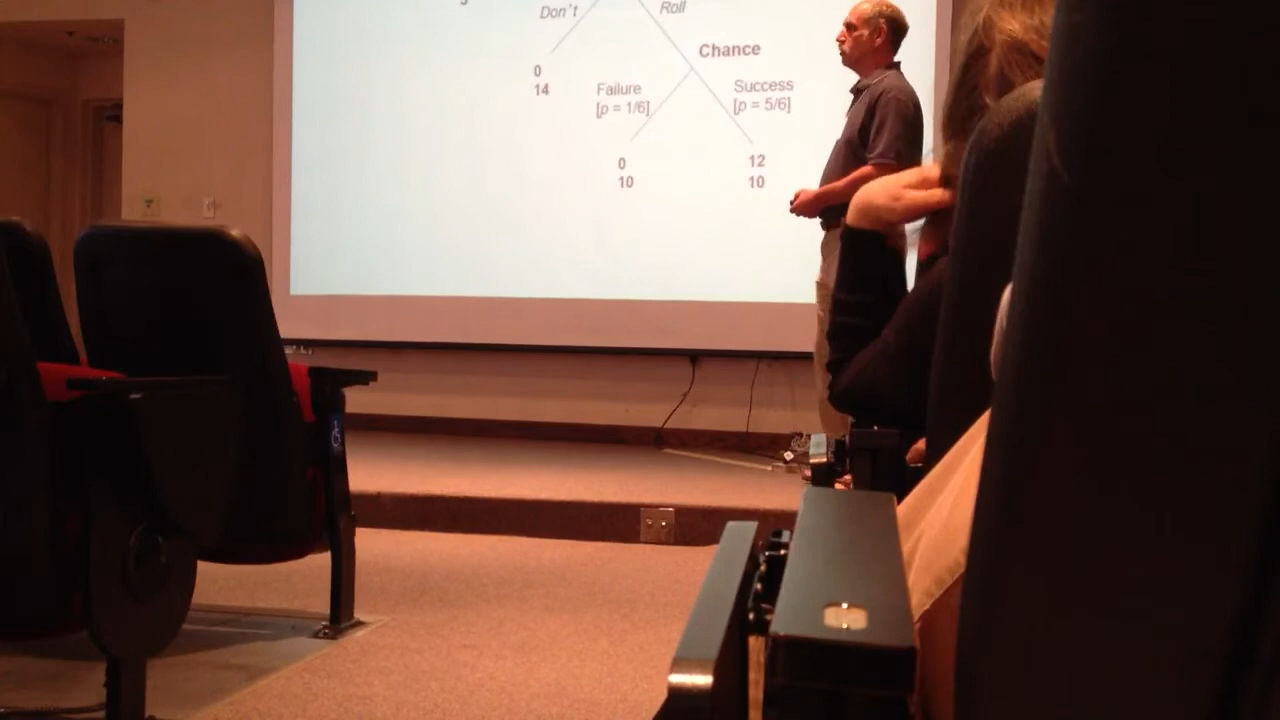 Don't
Roll
Chance
0
14
Failure
[p = 1/6]
Success
[p = 5/6]
0
10
12
10